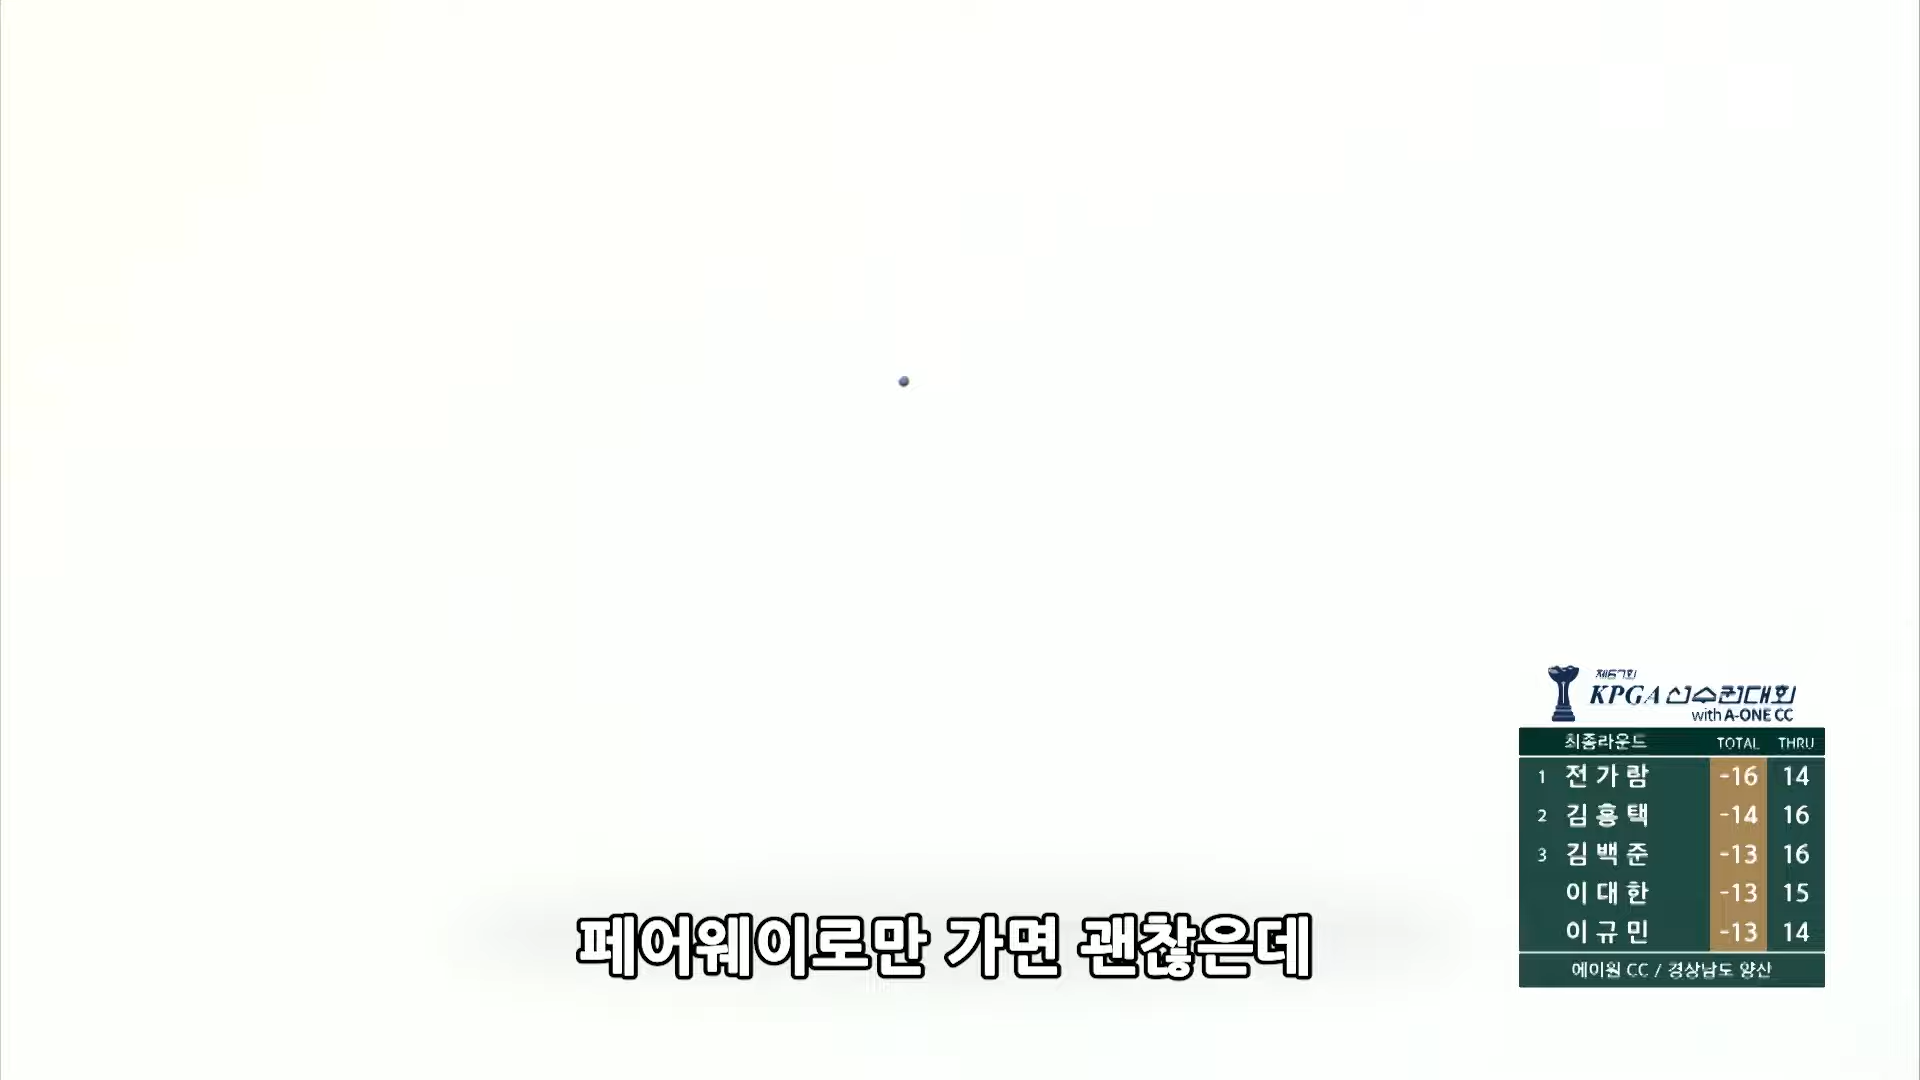 제67회
KPGA 선수권대회
with A-ONE CC
최종라운드 TOTAL THRU
1 전가람 -16 14
2 김홍택 -14 16
3 김백준 -13 16
이대한 -13 15
이규민 -13 14
에이원 CC / 경상남도 양산
페어웨이로만 가면 괜찮은데